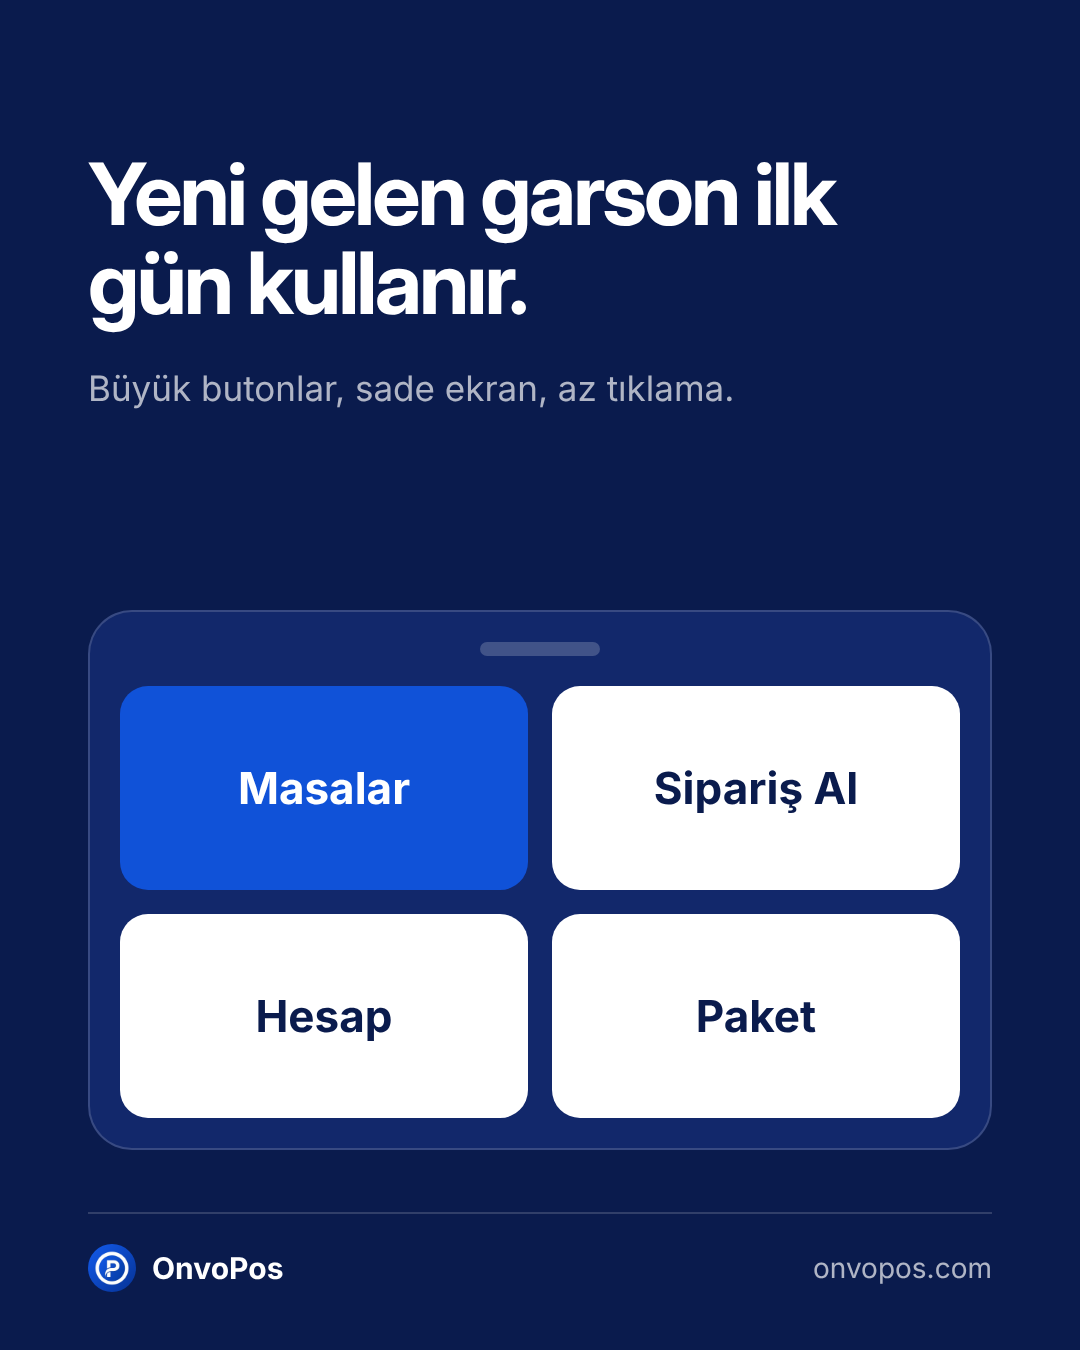 Yeni gelen garson ilk
gün kullanır.
Büyük butonlar, sade ekran, az tıklama.
Masalar
Sipariş Al
Hesap
Paket
OnvoPos
onvopos.com